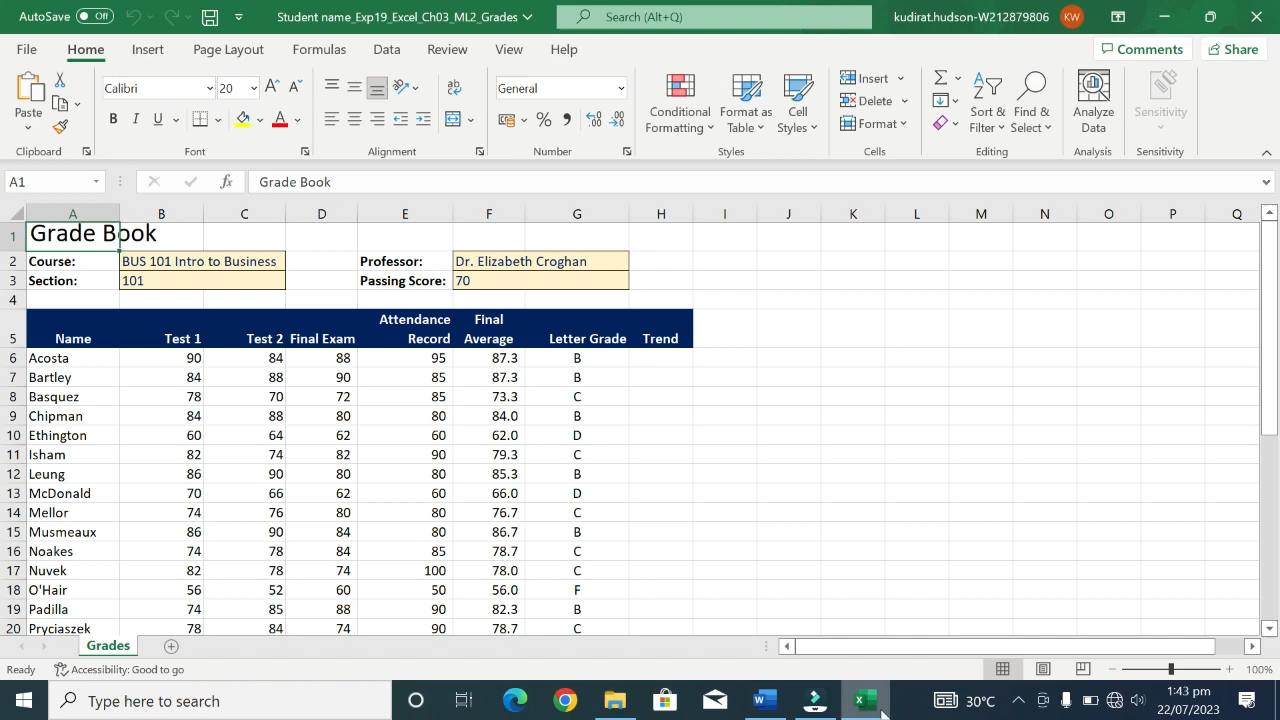 AutoSave Off Student name_Exp19_Excel_Ch03_ML2_Grades Search (Alt+Q) kudirat.hudson-W212879806 KW
File Home Insert Page Layout Formulas Data Review View Help Comments Share
Calibri 20 General Insert
Paste Conditional Formatting Format as Table Cell Styles Delete Sort & Filter Find & Select Analyze Data Sensitivity
B I U A % Format
Clipboard Font Alignment Number Styles Cells Editing Analysis Sensitivity
A1 fx Grade Book
A B C D E F G H I J K L M N O P Q
1 Grade Book
2 Course: BUS 101 Intro to Business Professor: Dr. Elizabeth Croghan
3 Section: 101 Passing Score: 70
4
5 Name Test 1 Test 2 Final Exam Attendance Record Final Average Letter Grade Trend
6 Acosta 90 84 88 95 87.3 B
7 Bartley 84 88 90 85 87.3 B
8 Basquez 78 70 72 85 73.3 C
9 Chipman 84 88 80 80 84.0 B
10 Ethington 60 64 62 60 62.0 D
11 Isham 82 74 82 90 79.3 C
12 Leung 86 90 80 80 85.3 B
13 McDonald 70 66 62 60 66.0 D
14 Mellor 74 76 80 80 76.7 C
15 Musmeaux 86 90 84 80 86.7 B
16 Noakes 74 78 84 85 78.7 C
17 Nuvek 82 78 74 100 78.0 C
18 O'Hair 56 52 60 50 56.0 F
19 Padilla 74 85 88 90 82.3 B
20 Pryciaszek 78 84 74 90 78.7 C
Grades
Ready Accessibility: Good to go 100%
Type here to search 30°C 1:43 pm
22/07/2023